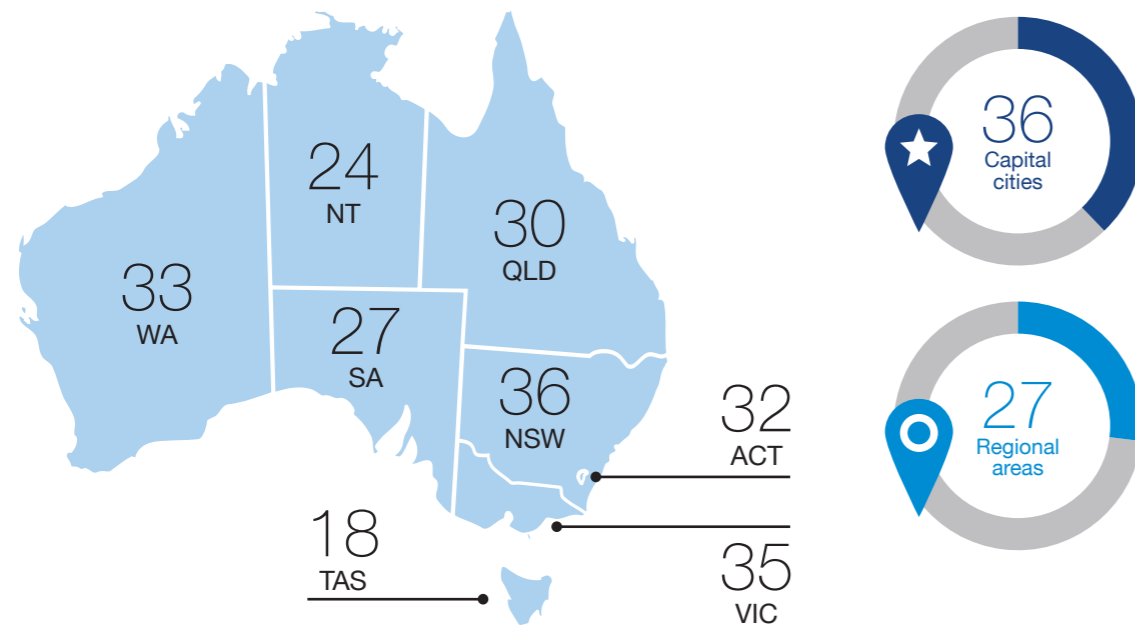 24
NT
30
QLD
33
WA
27
SA
36
NSW
32
ACT
18
TAS
35
VIC
36
Capital
cities
27
Regional
areas